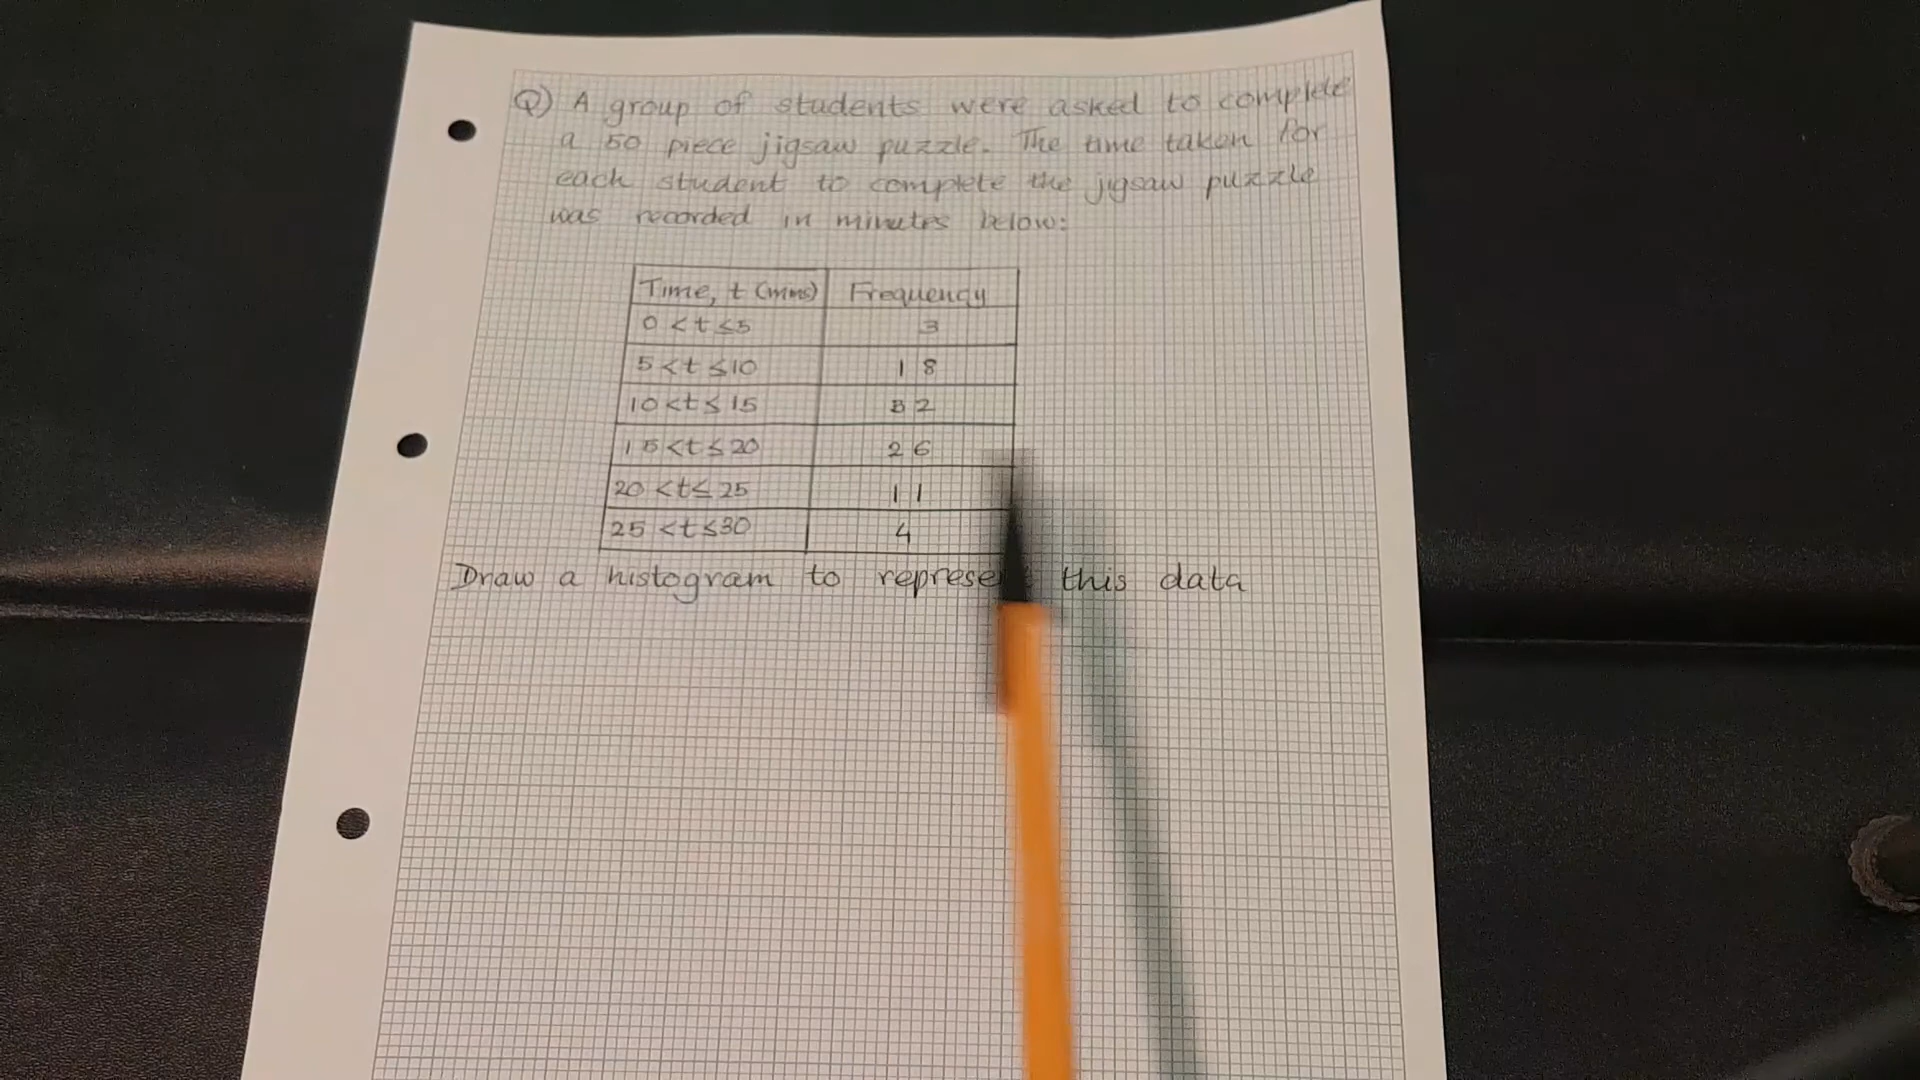 Q) A group of students were asked to complete
a 50 piece jigsaw puzzle. The time taken for
each student to complete the jigsaw puzzle
was recorded in minutes below:
Time, t (mins) Frequency
0 < t ≤ 5 3
5 < t ≤ 10 18
10 < t ≤ 15 32
15 < t ≤ 20 26
20 < t ≤ 25 11
25 < t ≤ 30 4
Draw a histogram to represent this data